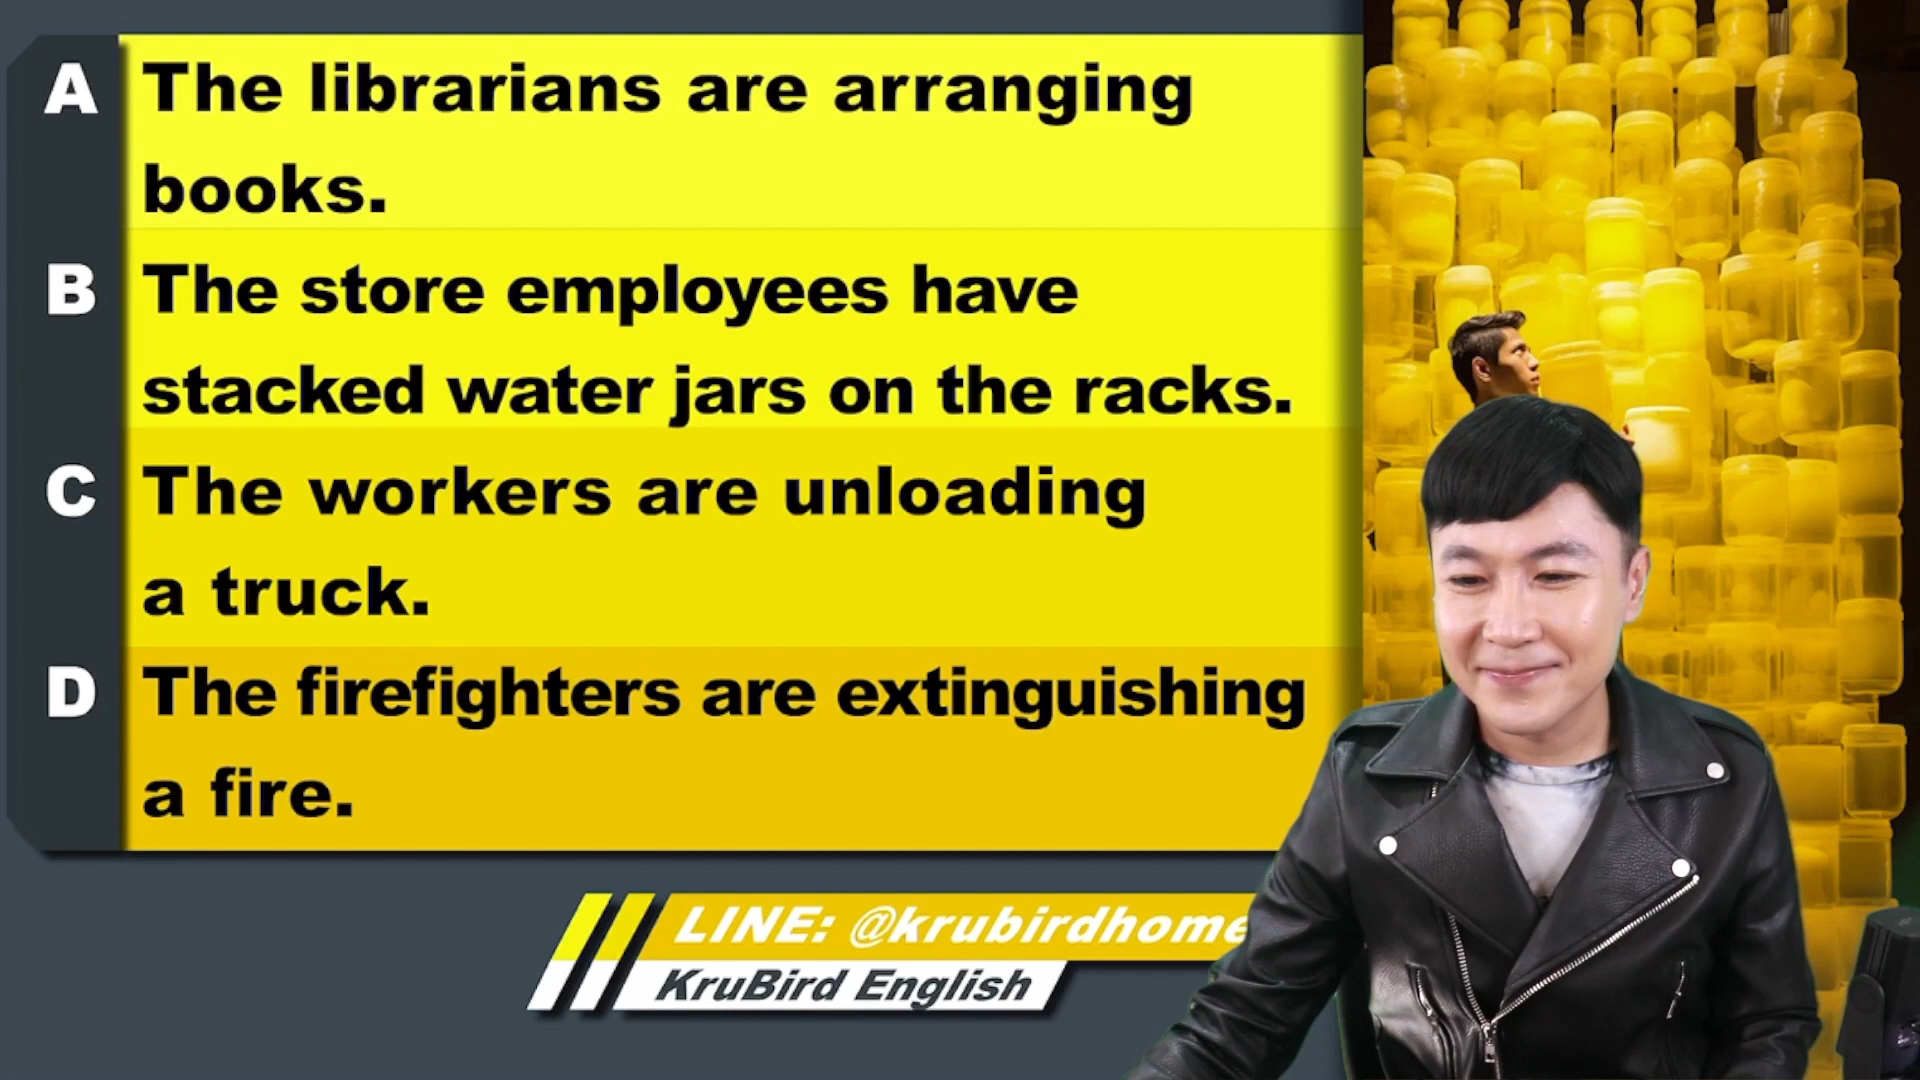 A The librarians are arranging
books.
B The store employees have
stacked water jars on the racks.
C The workers are unloading
a truck.
D The firefighters are extinguishing
a fire.
LINE: @krubirdhome
KruBird English